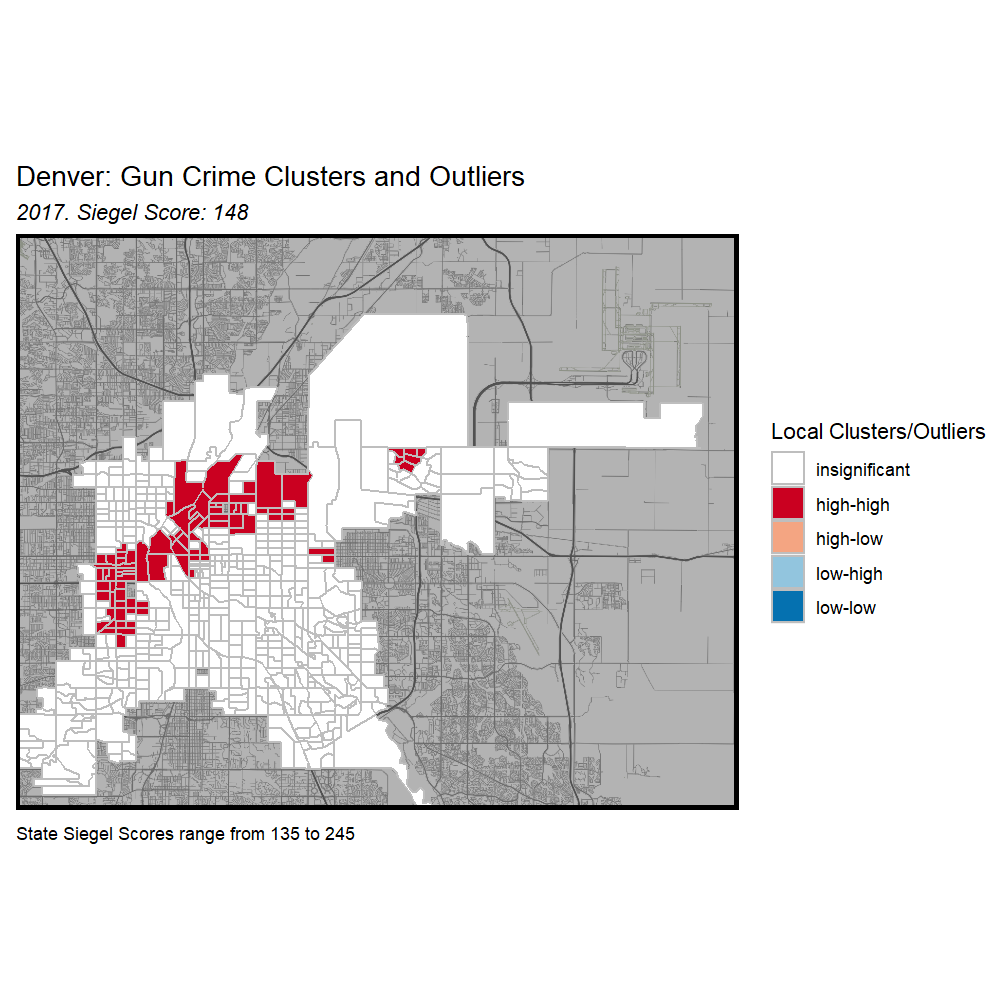 Denver: Gun Crime Clusters and Outliers
2017. Siegel Score: 148
Local Clusters/Outliers
insignificant
high-high
high-low
low-high
low-low
State Siegel Scores range from 135 to 245